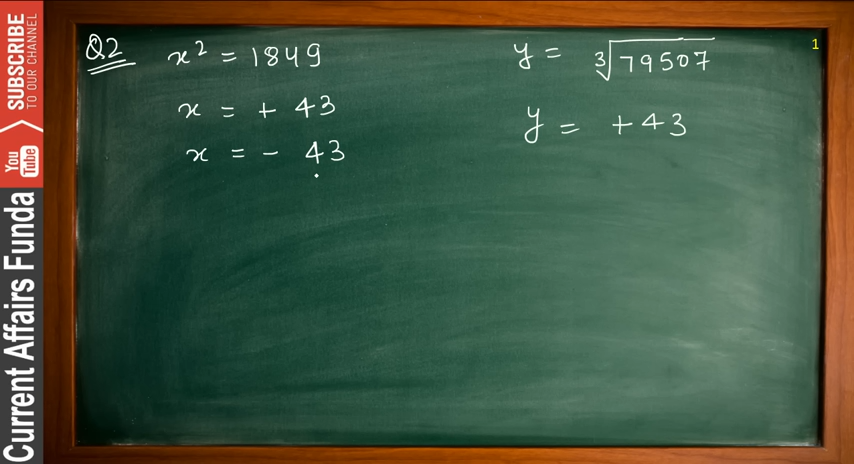 SUBSCRIBE
TO OUR CHANNEL
You Tube
Current Affairs Funda
1
Q2
x² = 1849
x = + 43
x = - 43
y = ∛79507
y = +43